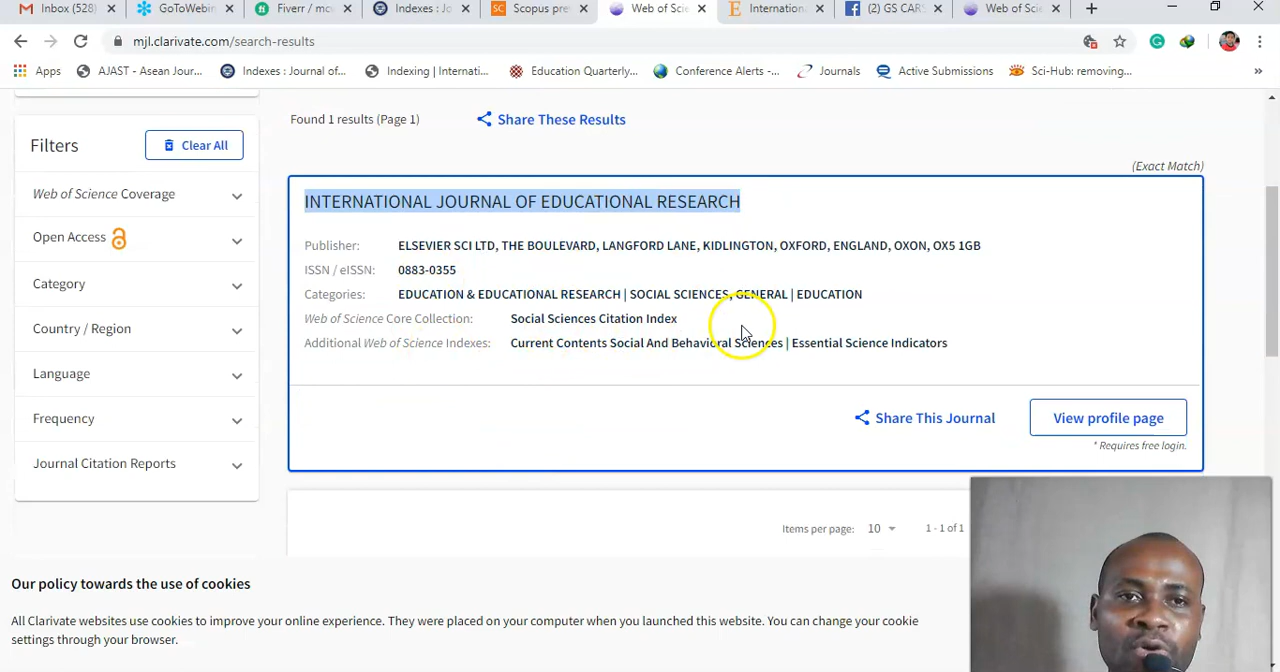 Inbox (528)
GoToWebin
Fiverr / mc
Indexes : Jo
Scopus pre
Web of Scie
Internation
(2) GS CAR
Web of Scie
mjl.clarivate.com/search-results
Apps
AJAST - Asean Jour...
Indexes : Journal of...
Indexing | Internati...
Education Quarterly...
Conference Alerts -...
Journals
Active Submissions
Sci-Hub: removing...
»
Found 1 results (Page 1)
Share These Results
Filters
Clear All
(Exact Match)
Web of Science Coverage
Open Access
Category
Country / Region
Language
Frequency
Journal Citation Reports
INTERNATIONAL JOURNAL OF EDUCATIONAL RESEARCH
Publisher: ELSEVIER SCI LTD, THE BOULEVARD, LANGFORD LANE, KIDLINGTON, OXFORD, ENGLAND, OXON, OX5 1GB
ISSN / eISSN: 0883-0355
Categories: EDUCATION & EDUCATIONAL RESEARCH | SOCIAL SCIENCES, GENERAL | EDUCATION
Web of Science Core Collection: Social Sciences Citation Index
Additional Web of Science Indexes: Current Contents Social And Behavioral Sciences | Essential Science Indicators
Share This Journal
View profile page
* Requires free login.
Items per page: 10
1 - 1 of 1
Our policy towards the use of cookies
All Clarivate websites use cookies to improve your online experience. They were placed on your computer when you launched this website. You can change your cookie
settings through your browser.